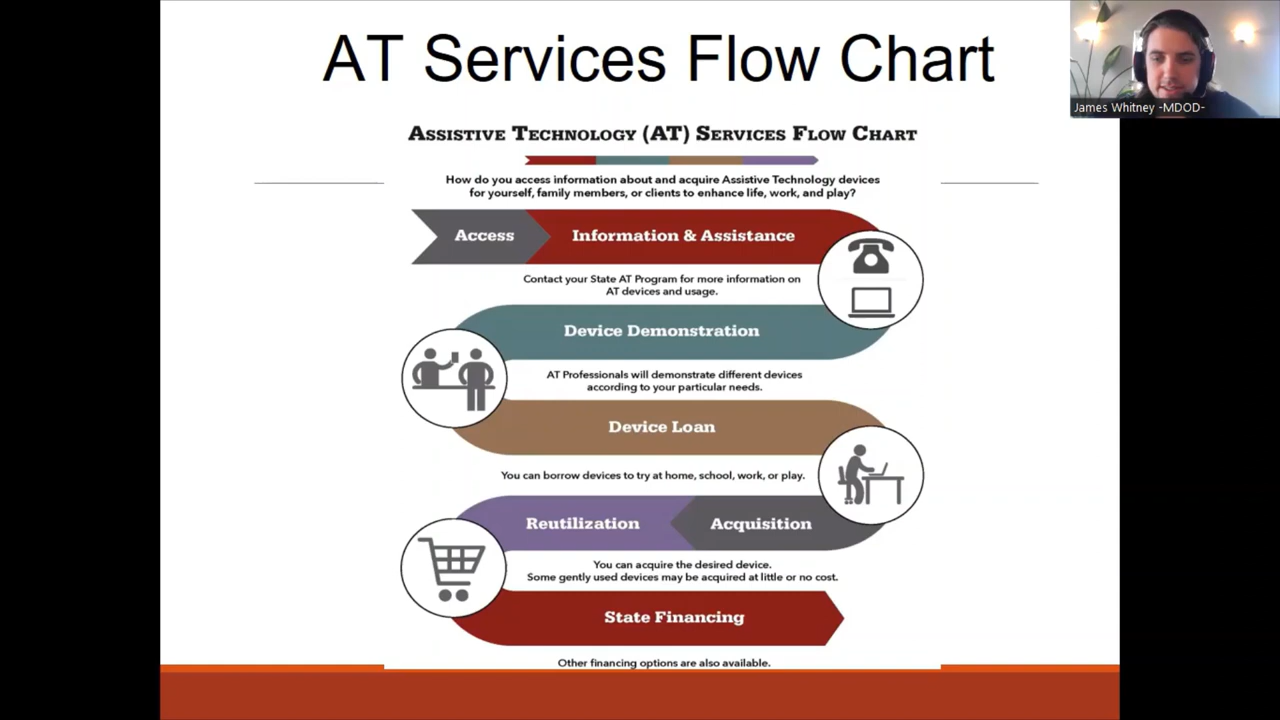 AT Services Flow Chart
James Whitney -MDOD-
ASSISTIVE TECHNOLOGY (AT) SERVICES FLOW CHART
How do you access information about and acquire Assistive Technology devices
for yourself, family members, or clients to enhance life, work, and play?
Access
Information & Assistance
Contact your State AT Program for more information on
AT devices and usage.
Device Demonstration
AT Professionals will demonstrate different devices
according to your particular needs.
Device Loan
You can borrow devices to try at home, school, work, or play.
Reutilization
Acquisition
You can acquire the desired device.
Some gently used devices may be acquired at little or no cost.
State Financing
Other financing options are also available.